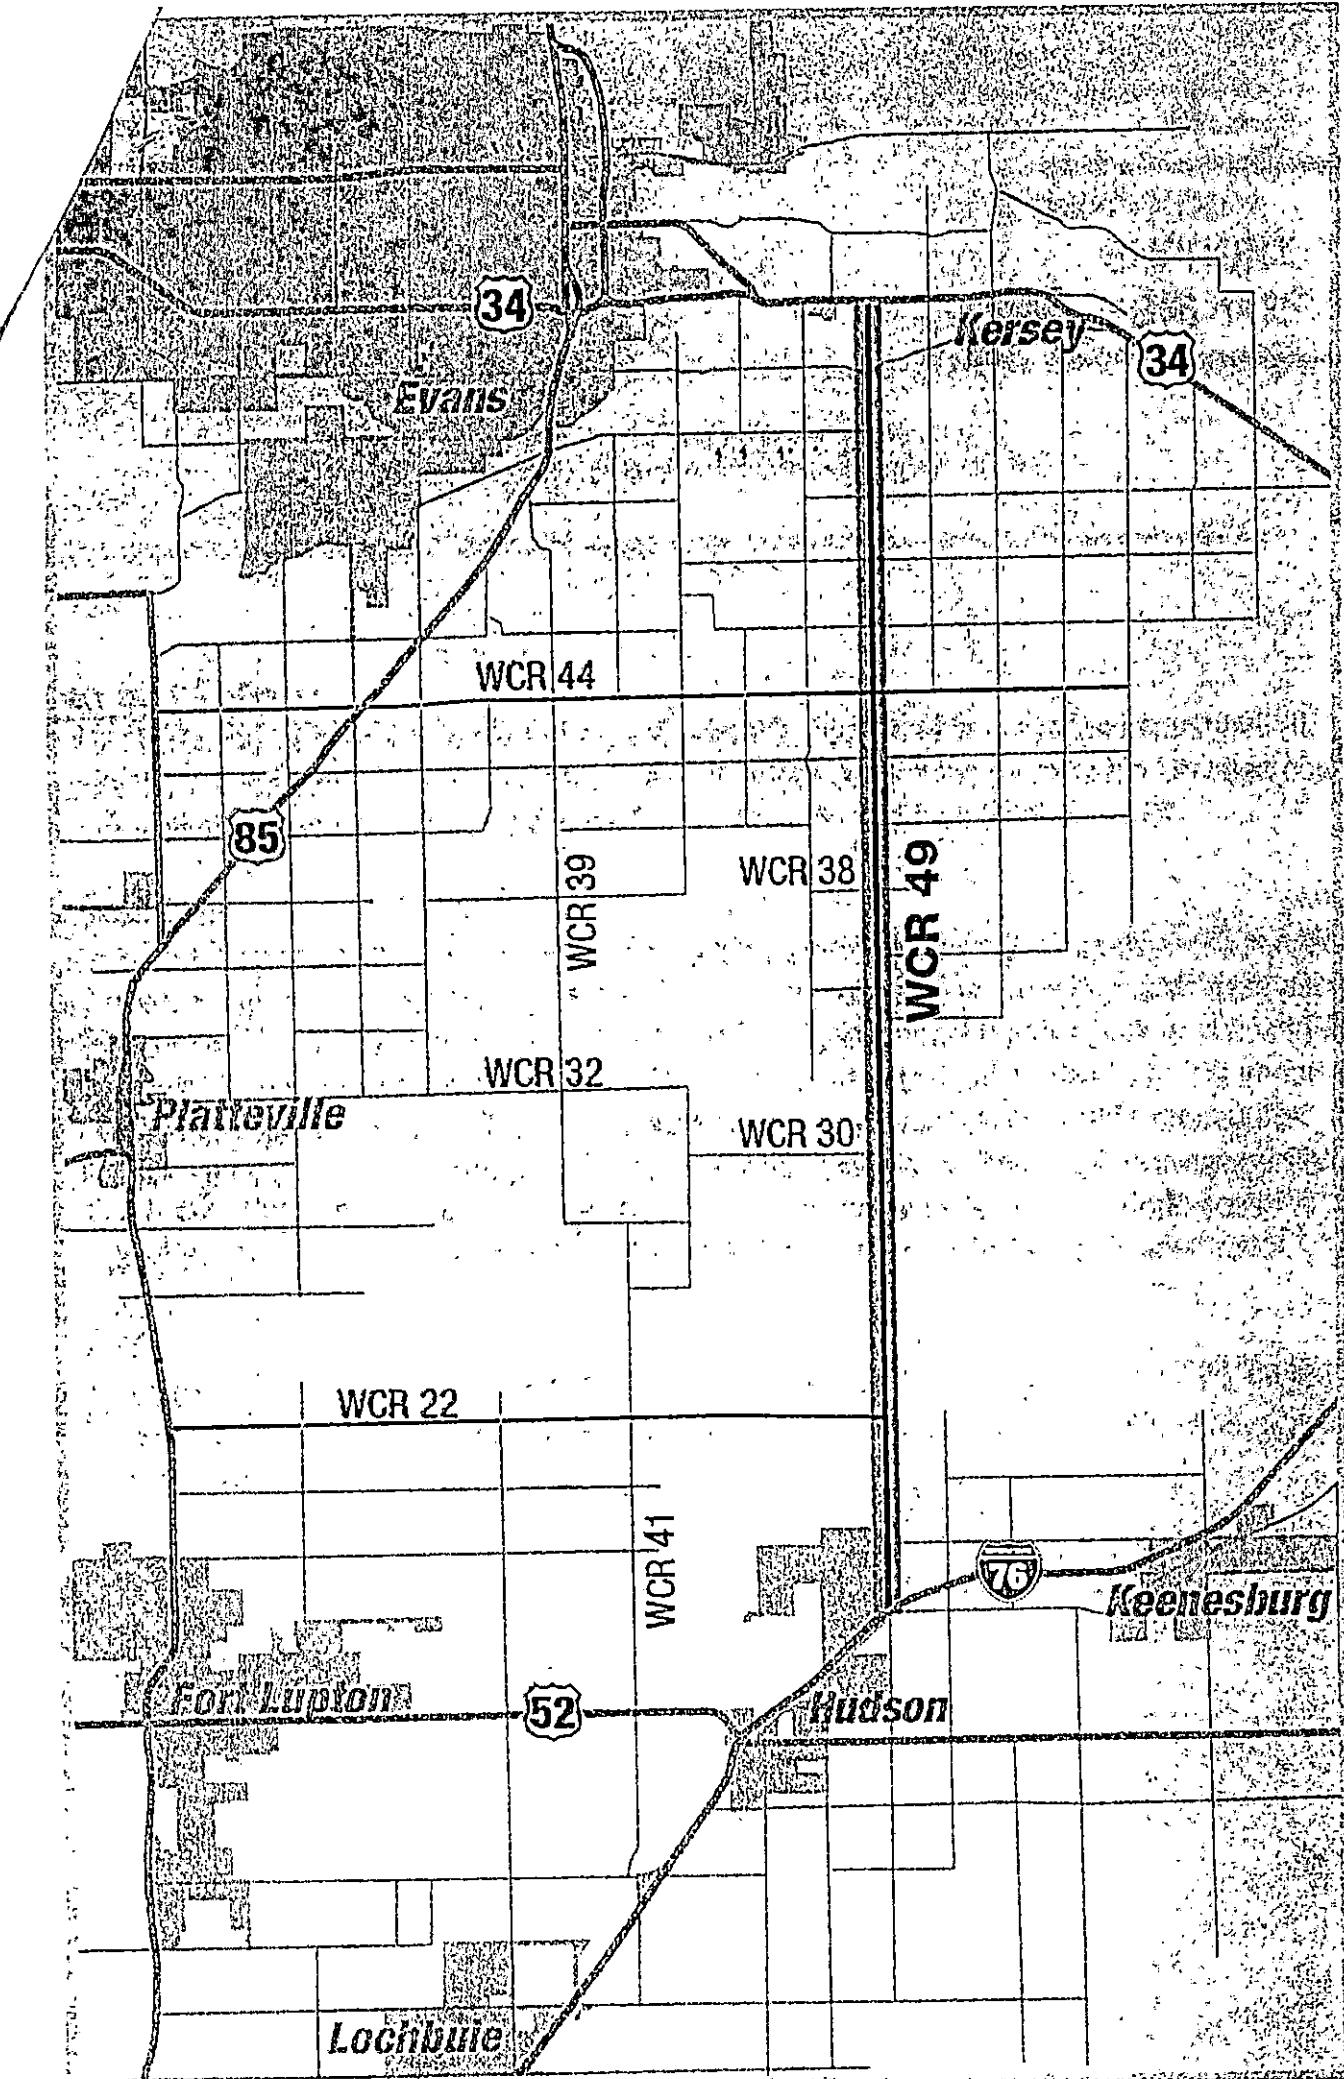 34
Kersey
34
Evans
WCR 44
85
WCR 38
WCR 39
WCR 49
WCR 32
Platteville
WCR 30
WCR 22
WCR 41
76
Keenesburg
Fort Lupton
52
Hudson
Lochbuie